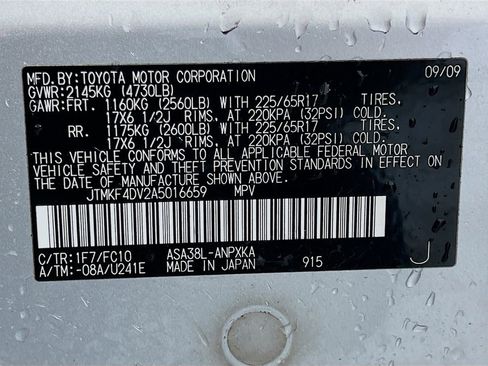 MFD.BY:TOYOTA MOTOR CORPORATION 09/09
GVWR:2145KG (4730LB)
GAWR:FRT. 1160KG (2560LB) WITH 225/65R17 TIRES,
17X6 1/2J RIMS, AT 220KPA (32PSI) COLD.
RR. 1175KG (2600LB) WITH 225/65R17 TIRES,
17X6 1/2J RIMS, AT 220KPA (32PSI) COLD.
THIS VEHICLE CONFORMS TO ALL APPLICABLE FEDERAL MOTOR
VEHICLE SAFETY AND THEFT PREVENTION STANDARDS IN EFFECT ON
THE DATE OF MANUFACTURE SHOWN ABOVE.
JTMKF4DV2A5016659 MPV
C/TR:1F7/FC10 ASA38L-ANPXKA
A/TM:-08A/U241E MADE IN JAPAN 915 J